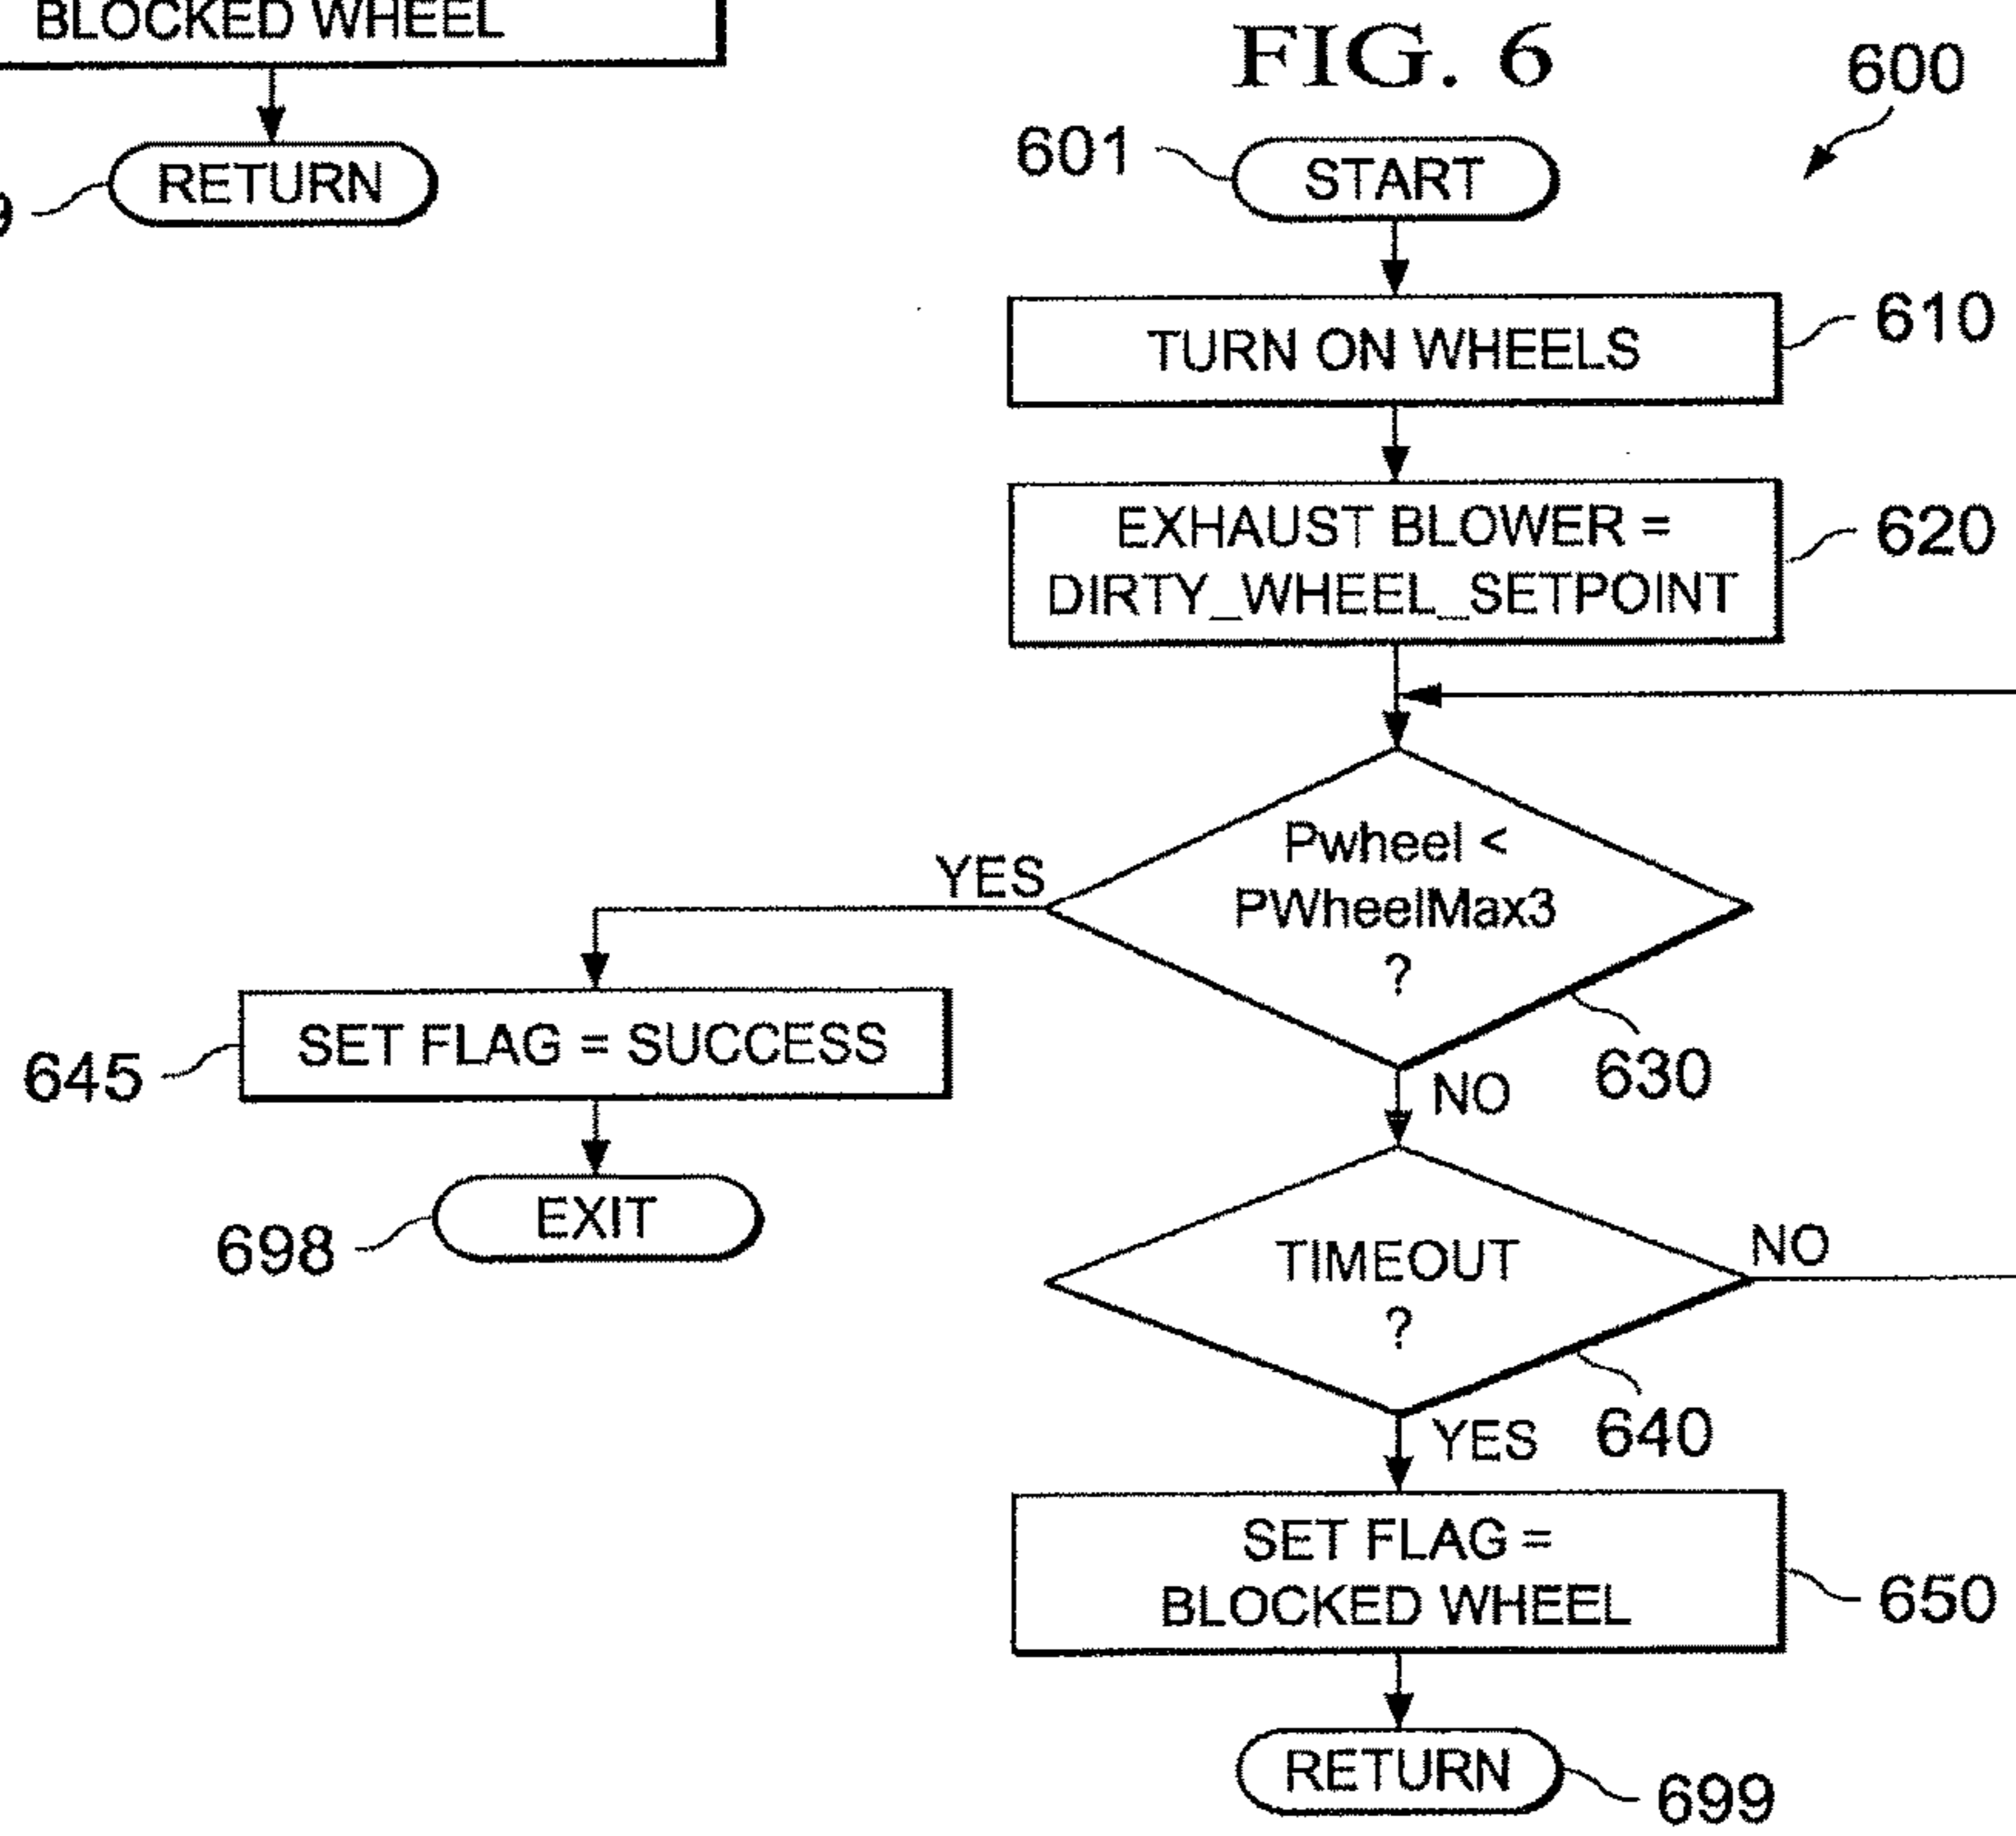 BLOCKED WHEEL
RETURN
9
FIG. 6
600
601
START
TURN ON WHEELS
610
EXHAUST BLOWER =
DIRTY_WHEEL_SETPOINT
620
Pwheel <
PWheelMax3
?
630
YES
SET FLAG = SUCCESS
645
EXIT
698
NO
TIMEOUT
?
640
NO
YES
SET FLAG =
BLOCKED WHEEL
650
RETURN
699